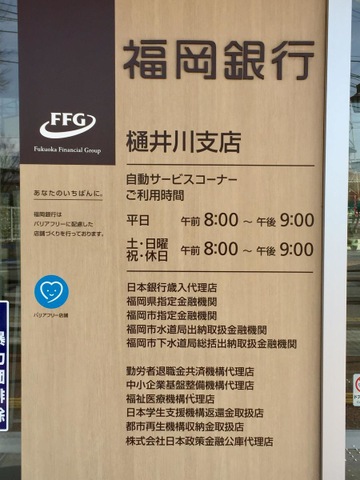 福岡銀行
FFG
Fukuoka Financial Group
樋井川支店
自動サービスコーナー
ご利用時間
平日 午前 8:00 ～ 午後 9:00
土・日曜
祝・休日 午前 8:00 ～ 午後 9:00
あなたのいちばんに。
福岡銀行は
バリアフリーに配慮した
店舗づくりを行っております。
バリアフリー店舗
日本銀行歳入代理店
福岡県指定金融機関
福岡市指定金融機関
福岡市水道局出納取扱金融機関
福岡市下水道局総括出納取扱金融機関
勤労者退職金共済機構代理店
中小企業基盤整備機構代理店
福祉医療機構代理店
日本学生支援機構返還金取扱店
都市再生機構収納金取扱店
株式会社日本政策金融公庫代理店
暴力団排除